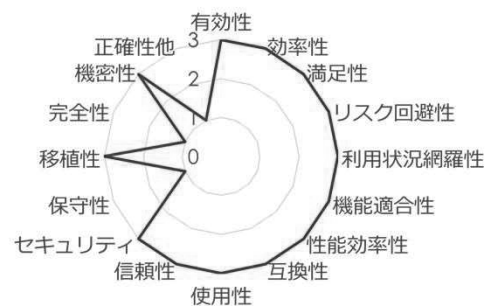 有効性
効率性
満足性
リスク回避性
利用状況網羅性
機能適合性
性能効率性
互換性
使用性
信頼性
セキュリティ
保守性
移植性
完全性
機密性
正確性他
3
2
1
0